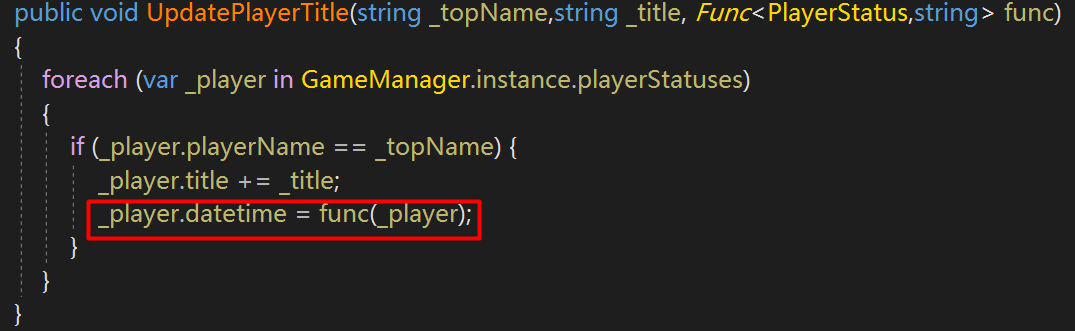 public void UpdatePlayerTitle(string _topName,string _title, Func<PlayerStatus,string> func)
{
foreach (var _player in GameManager.instance.playerStatuses)
{
if (_player.playerName == _topName) {
_player.title += _title;
_player.datetime = func(_player);
}
}
}